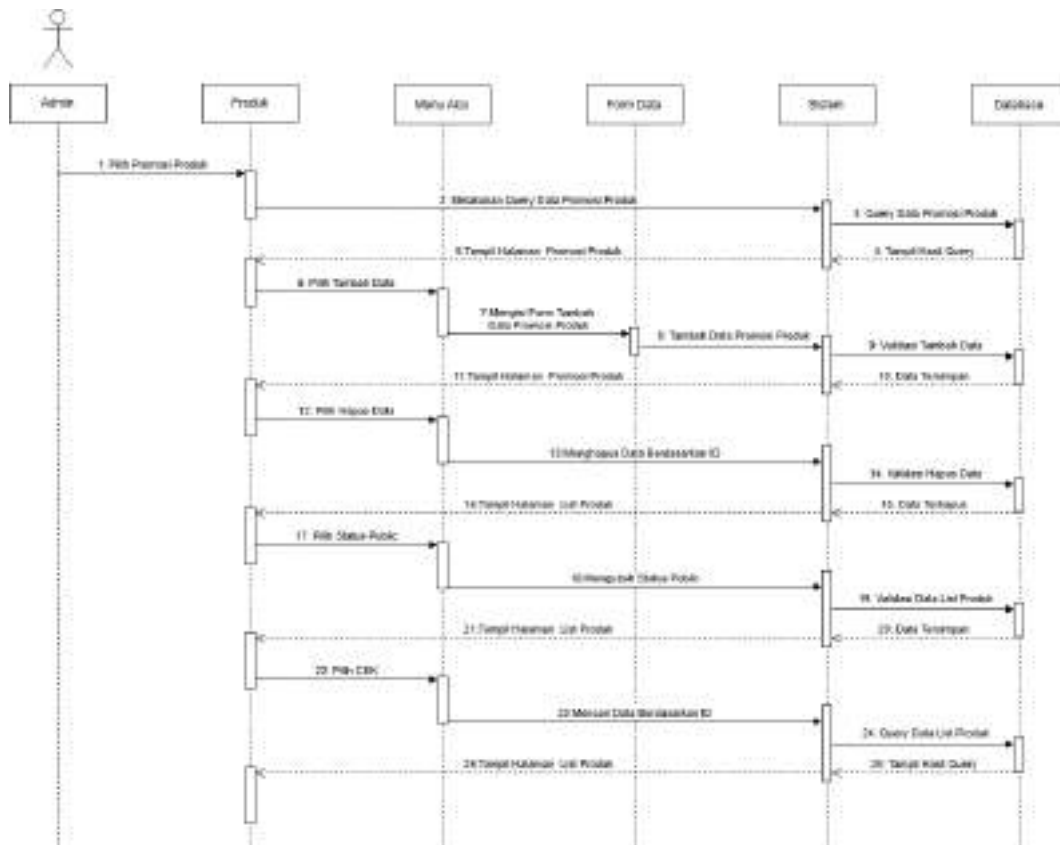 Admin
Produk
Menu Aksi
Form Data
Sistem
Database
1. Pilih Promosi Produk
2. Melakukan Query Data Promosi Produk
3. Query Data Promosi Produk
4. Tampil Hasil Query
5. Tampil Halaman Promosi Produk
6. Pilih Tambah Data
7. Mengisi Form Tambah
Data Promosi Produk
8. Tambah Data Promosi Produk
9. Validasi Tambah Data
10. Data Tersimpan
11. Tampil Halaman Promosi Produk
12. Pilih Hapus Data
13. Menghapus Data Berdasarkan ID
14. Validasi Hapus Data
15. Data Terhapus
16. Tampil Halaman List Produk
17. Pilih Status Public
18. Mengubah Status Public
19. Validasi Data List Produk
20. Data Tersimpan
21. Tampil Halaman List Produk
22. Pilih
23. Mencari Data Berdasarkan ID
24. Query Data List Produk
25. Tampil Hasil Query
26. Tampil Halaman List Produk